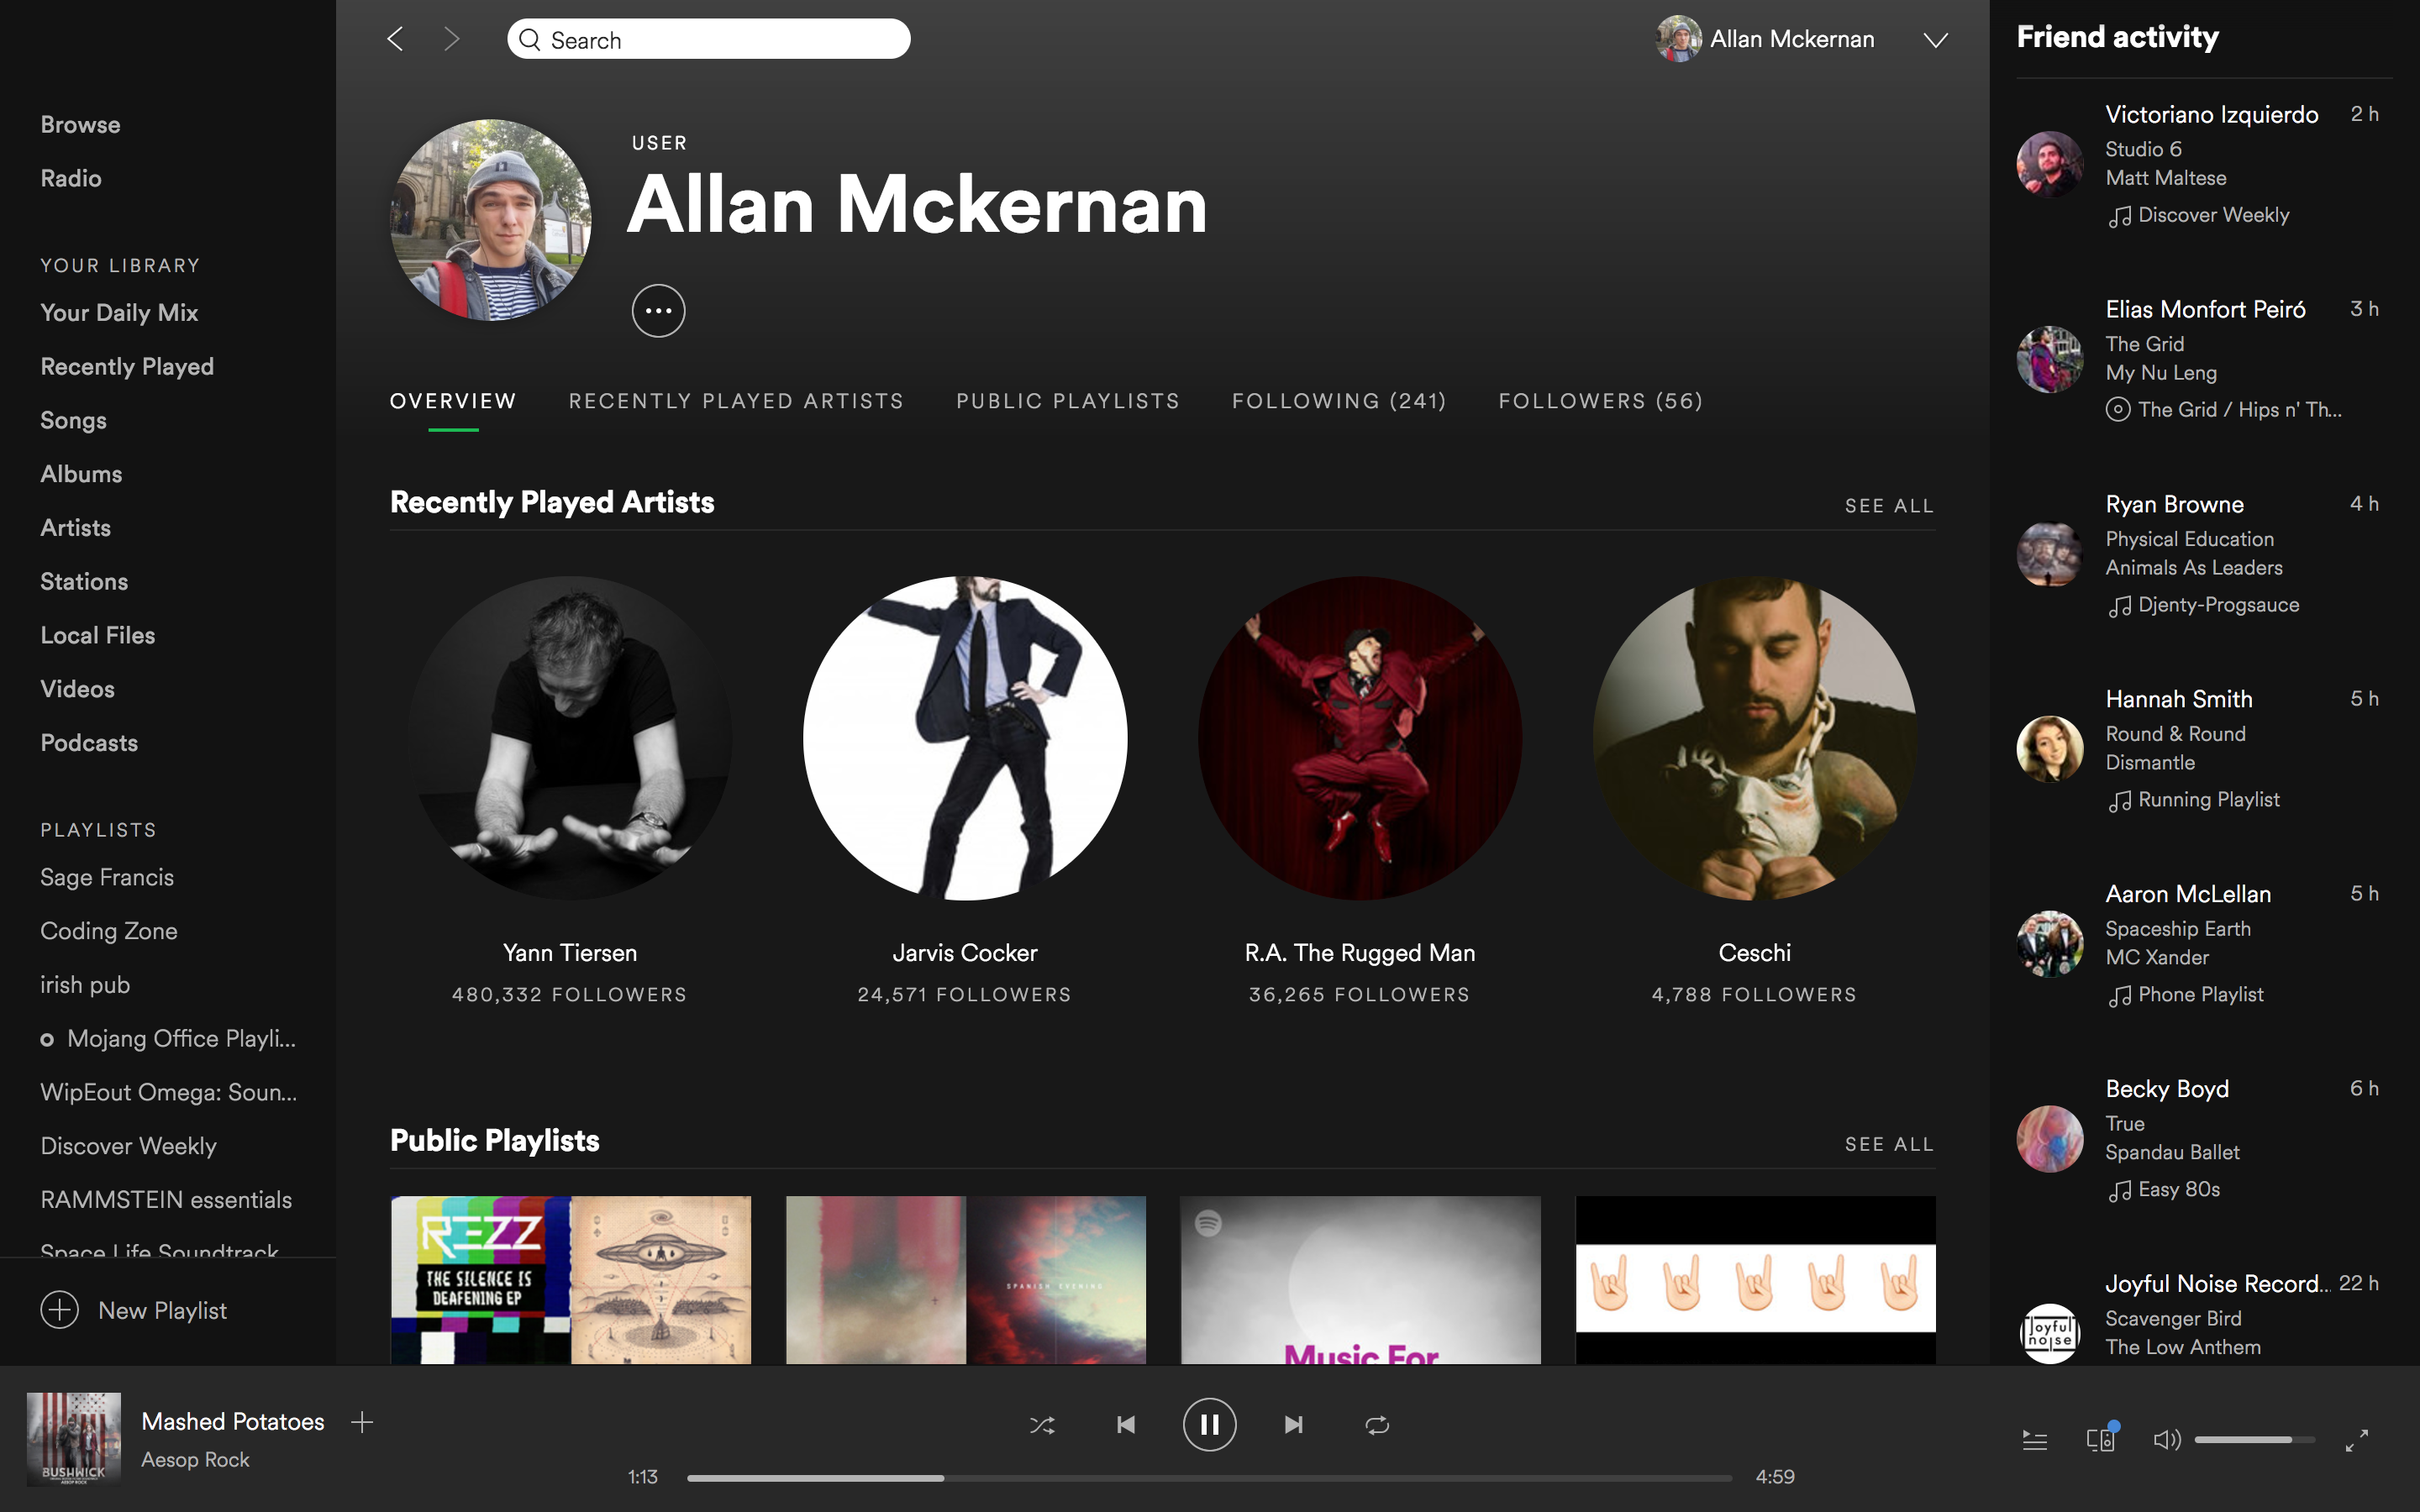 Search
Allan Mckernan
Browse
Radio
YOUR LIBRARY
Your Daily Mix
Recently Played
Songs
Albums
Artists
Stations
Local Files
Videos
Podcasts
PLAYLISTS
Sage Francis
Coding Zone
irish pub
Mojang Office Playli...
WipEout Omega: Soun...
Discover Weekly
RAMMSTEIN essentials
Space Life Soundtrack
New Playlist
USER
Allan Mckernan
OVERVIEW
RECENTLY PLAYED ARTISTS
PUBLIC PLAYLISTS
FOLLOWING (241)
FOLLOWERS (56)
Recently Played Artists
SEE ALL
Yann Tiersen
480,332 FOLLOWERS
Jarvis Cocker
24,571 FOLLOWERS
R.A. The Rugged Man
36,265 FOLLOWERS
Ceschi
4,788 FOLLOWERS
Public Playlists
SEE ALL
REZZ
THE SILENCE IS
DEAFENING EP
SPANISH EVENING
Music For
Friend activity
Victoriano Izquierdo 2 h
Studio 6
Matt Maltese
Discover Weekly
Elias Monfort Peiró 3 h
The Grid
My Nu Leng
The Grid / Hips n' Th...
Ryan Browne 4 h
Physical Education
Animals As Leaders
Djenty-Progsauce
Hannah Smith 5 h
Round & Round
Dismantle
Running Playlist
Aaron McLellan 5 h
Spaceship Earth
MC Xander
Phone Playlist
Becky Boyd 6 h
True
Spandau Ballet
Easy 80s
Joyful Noise Record... 22 h
Scavenger Bird
The Low Anthem
joyful
noise
BUSHWICK
AESOP ROCK
Mashed Potatoes
Aesop Rock
1:13
4:59